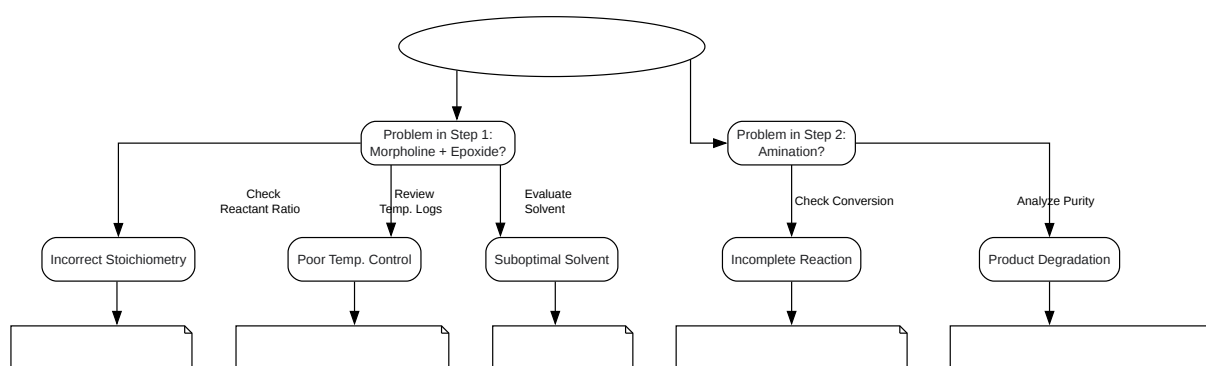 Problem in Step 1:
Morpholine + Epoxide?
Problem in Step 2:
Amination?
Check
Reactant Ratio
Review
Temp. Logs
Evaluate
Solvent
Check Conversion
Analyze Purity
Incorrect Stoichiometry
Poor Temp. Control
Suboptimal Solvent
Incomplete Reaction
Product Degradation